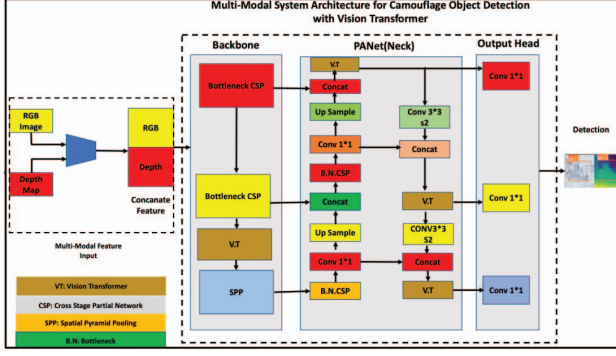 Multi-Modal System Architecture for Camouflage Object Detection
with Vision Transformer
Backbone
PANet(Neck)
Output Head
RGB
Image
Depth
Map
RGB
Depth
Concanate
Feature
Multi-Modal Feature
Input
Bottleneck CSP
Bottleneck CSP
V.T
SPP
V.T
Concat
Up Sample
Conv 1*1
B.N.CSP
Concat
Up Sample
Conv 1*1
B.N.CSP
Conv 3*3
s2
Concat
V.T
CONV3*3
S2
Concat
V.T
Conv 1*1
Conv 1*1
Conv 1*1
Detection
VT: Vision Transformer
CSP: Cross Stage Partial Network
SPP: Spatial Pyramid Pooling
B.N: Bottleneck